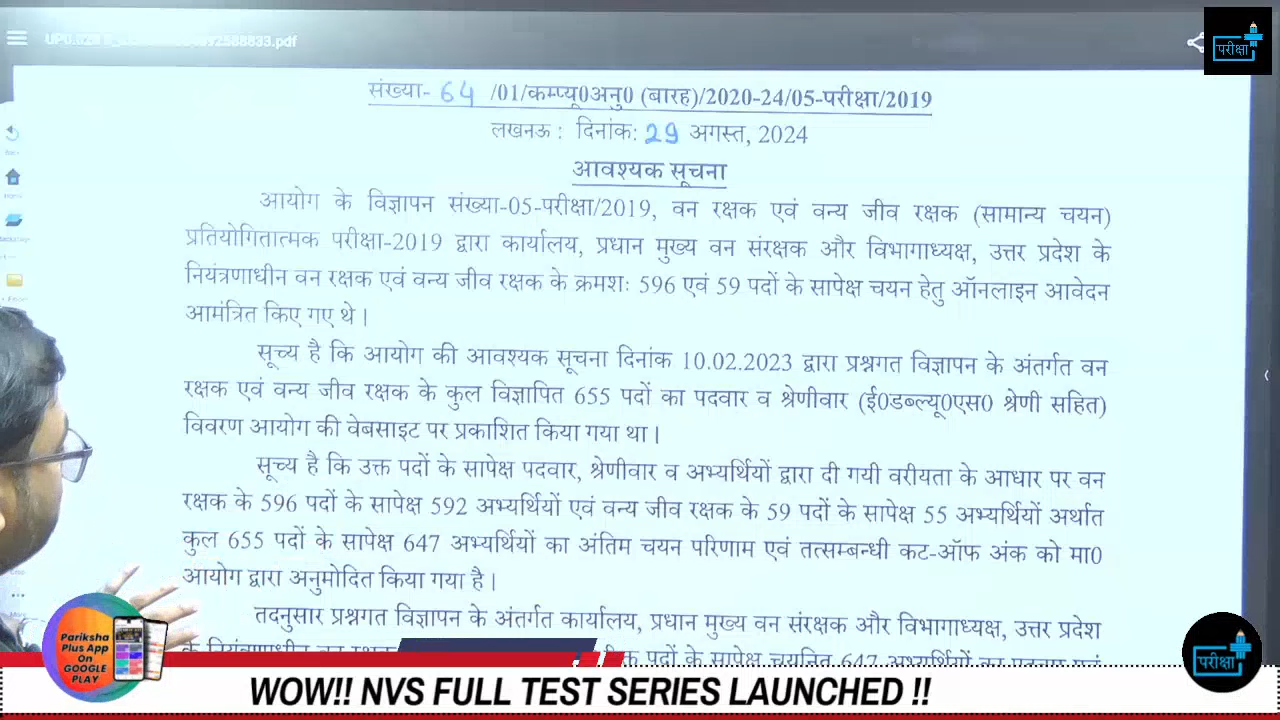 परीक्षा
संख्या- 64 /01/कम्प्यू0अनु0 (बारह)/2020-24/05-परीक्षा/2019
लखनऊ : दिनांक: 29 अगस्त, 2024
आवश्यक सूचना
आयोग के विज्ञापन संख्या-05-परीक्षा/2019, वन रक्षक एवं वन्य जीव रक्षक (सामान्य चयन)
प्रतियोगितात्मक परीक्षा-2019 द्वारा कार्यालय, प्रधान मुख्य वन संरक्षक और विभागाध्यक्ष, उत्तर प्रदेश के
नियंत्रणाधीन वन रक्षक एवं वन्य जीव रक्षक के क्रमशः 596 एवं 59 पदों के सापेक्ष चयन हेतु ऑनलाइन आवेदन
आमंत्रित किए गए थे।
सूच्य है कि आयोग की आवश्यक सूचना दिनांक 10.02.2023 द्वारा प्रश्नगत विज्ञापन के अंतर्गत वन
रक्षक एवं वन्य जीव रक्षक के कुल विज्ञापित 655 पदों का पदवार व श्रेणीवार (ई0डब्ल्यू0एस0 श्रेणी सहित)
विवरण आयोग की वेबसाइट पर प्रकाशित किया गया था।
सूच्य है कि उक्त पदों के सापेक्ष पदवार, श्रेणीवार व अभ्यर्थियों द्वारा दी गयी वरीयता के आधार पर वन
रक्षक के 596 पदों के सापेक्ष 592 अभ्यर्थियों एवं वन्य जीव रक्षक के 59 पदों के सापेक्ष 55 अभ्यर्थियों अर्थात
कुल 655 पदों के सापेक्ष 647 अभ्यर्थियों का अंतिम चयन परिणाम एवं तत्सम्बन्धी कट-ऑफ अंक को मा0
आयोग द्वारा अनुमोदित किया गया है।
तदनुसार प्रश्नगत विज्ञापन के अंतर्गत कार्यालय, प्रधान मुख्य वन संरक्षक और विभागाध्यक्ष, उत्तर प्रदेश
पदों के सापेक्ष चयनित 647 अभ्यर्थियों का
Pariksha
Plus App
On
GOOGLE
PLAY
परीक्षा
WOW!! NVS FULL TEST SERIES LAUNCHED !!